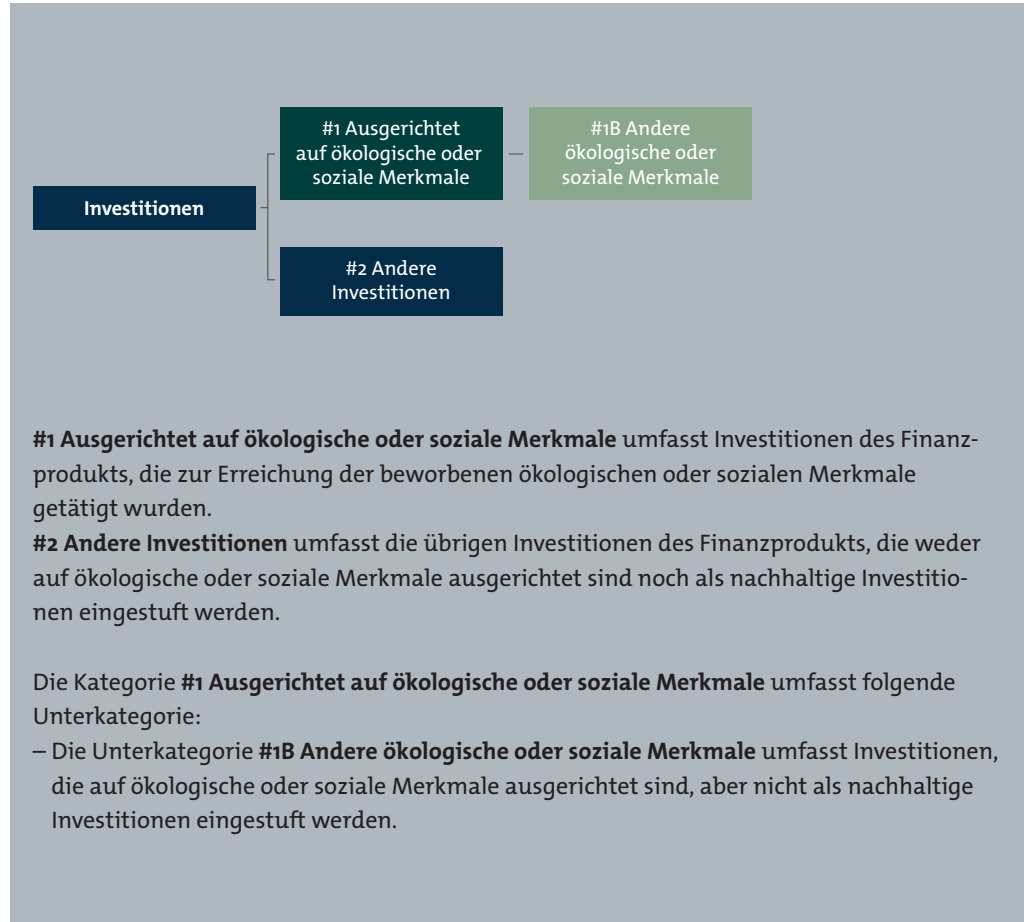 #1 Ausgerichtet
auf ökologische oder
soziale Merkmale
#1B Andere
ökologische oder
soziale Merkmale
Investitionen
#2 Andere
Investitionen
#1 Ausgerichtet auf ökologische oder soziale Merkmale umfasst Investitionen des Finanz-
produkts, die zur Erreichung der beworbenen ökologischen oder sozialen Merkmale
getätigt wurden.
#2 Andere Investitionen umfasst die übrigen Investitionen des Finanzprodukts, die weder
auf ökologische oder soziale Merkmale ausgerichtet sind noch als nachhaltige Investitio-
nen eingestuft werden.
Die Kategorie #1 Ausgerichtet auf ökologische oder soziale Merkmale umfasst folgende
Unterkategorie:
– Die Unterkategorie #1B Andere ökologische oder soziale Merkmale umfasst Investitionen,
die auf ökologische oder soziale Merkmale ausgerichtet sind, aber nicht als nachhaltige
Investitionen eingestuft werden.